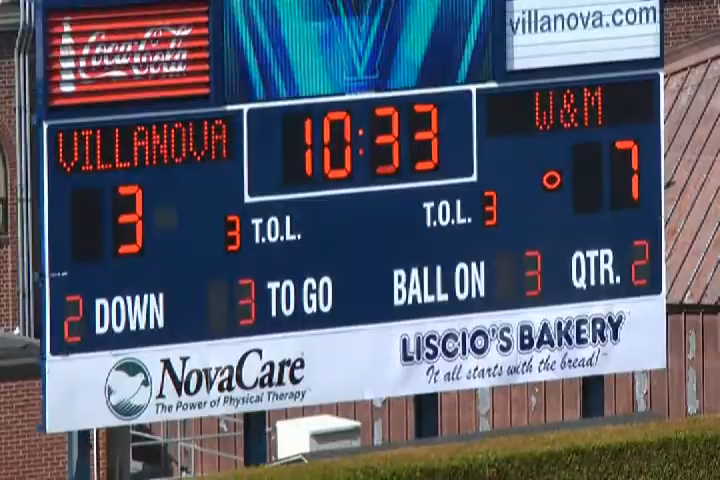 Coca-Cola
villanova.com
VILLANOVA
10:33
W&M
3
3 T.O.L.
T.O.L. 3
7
2 DOWN
3 TO GO
BALL ON 3
QTR. 2
NovaCare
The Power of Physical Therapy
LISCIO'S BAKERY
It all starts with the bread!